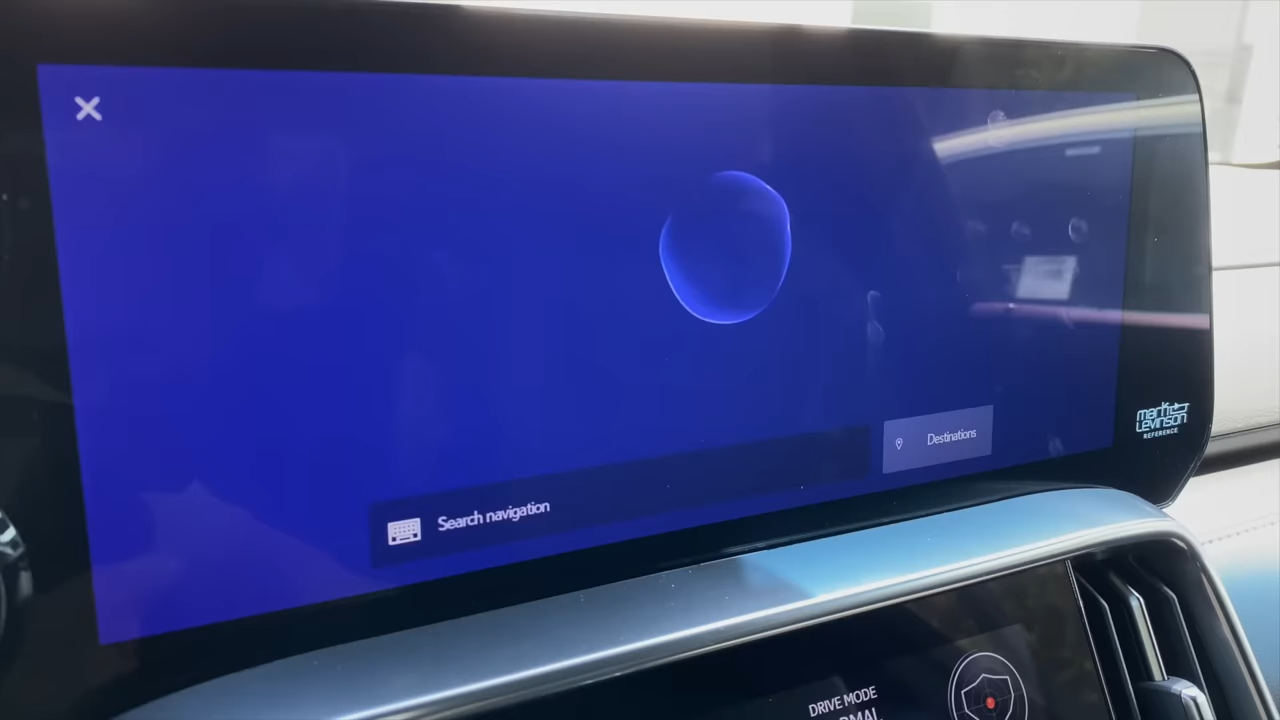 Destinations
Search navigation
mark
Levinson
REFERENCE
DRIVE MODE